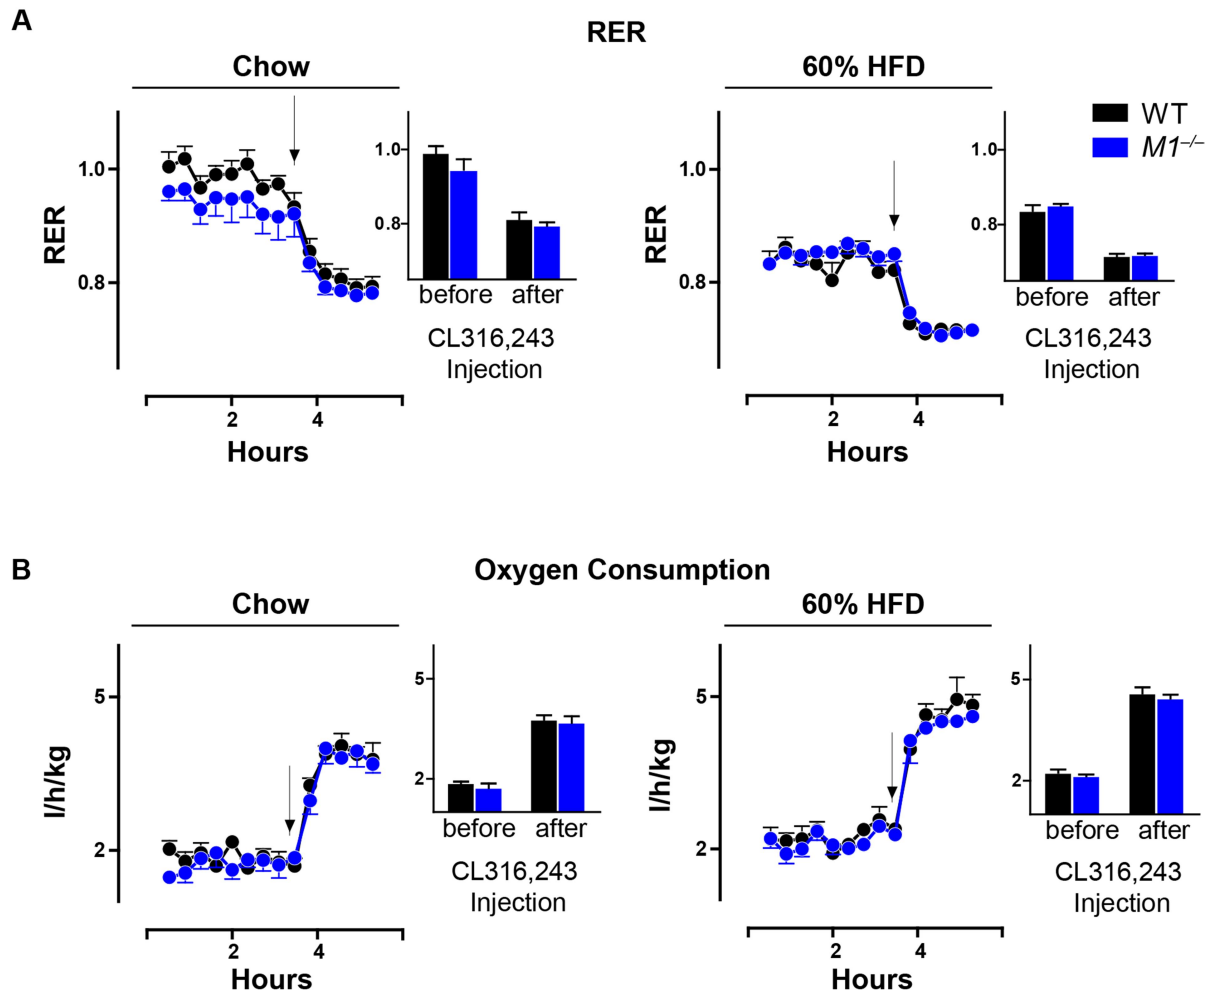 A
RER
Chow
60% HFD
WT
M1–/–
RER
1.0
0.8
1.0
0.8
before after
CL316,243
Injection
2 4
Hours
RER
1.0
0.8
1.0
0.8
before after
CL316,243
Injection
2 4
Hours
B
Oxygen Consumption
Chow
60% HFD
l/h/kg
5
2
5
2
before after
CL316,243
Injection
2 4
Hours
l/h/kg
5
2
5
2
before after
CL316,243
Injection
2 4
Hours